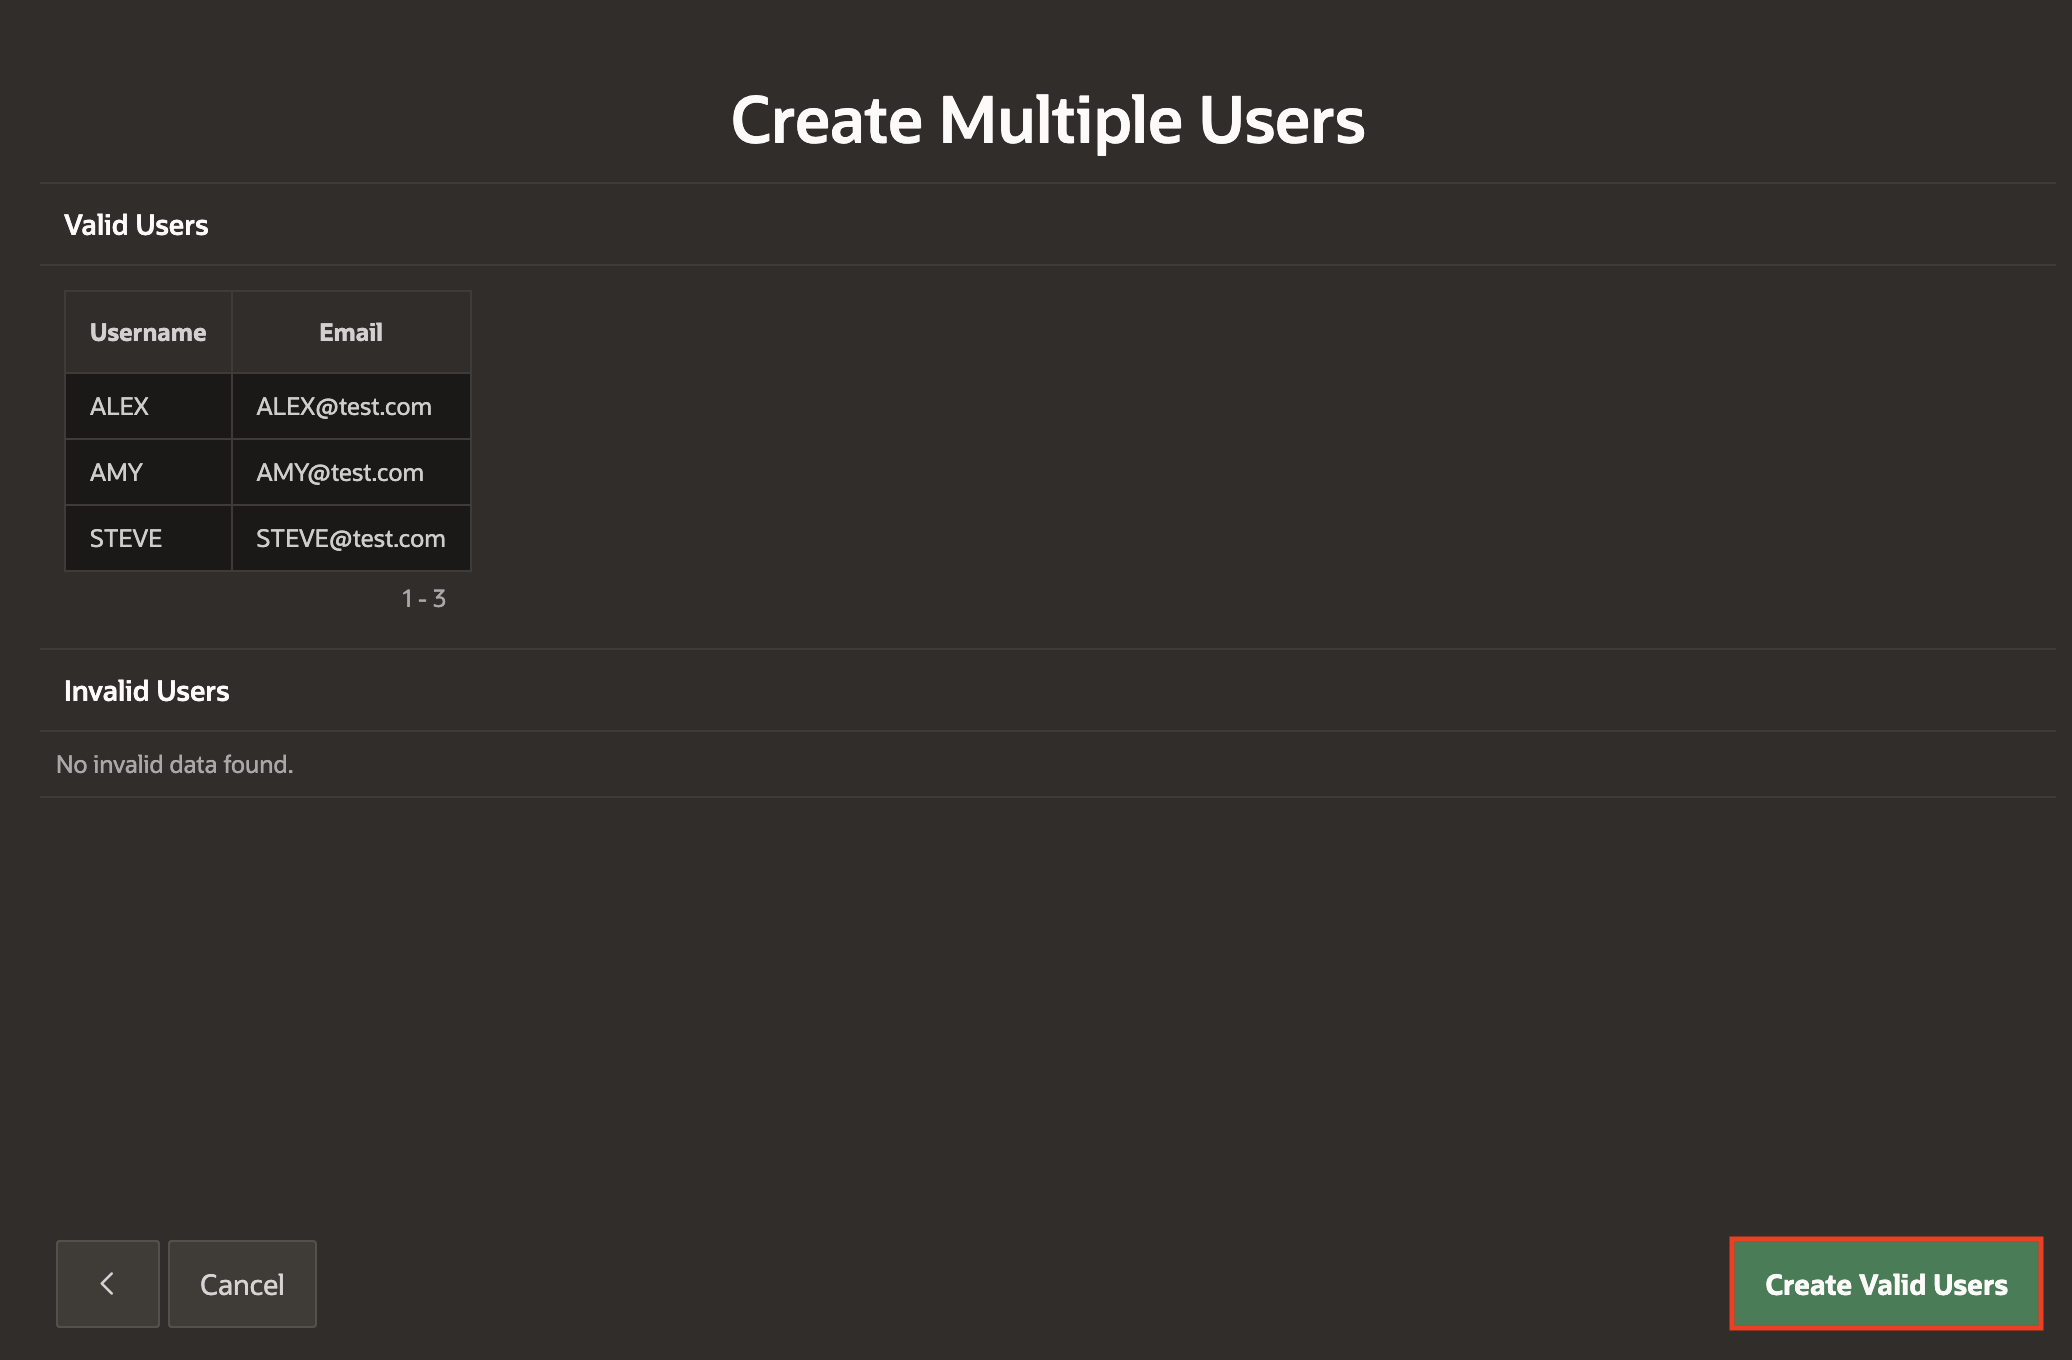 Create Multiple Users
Valid Users
Username Email
ALEX ALEX@test.com
AMY AMY@test.com
STEVE STEVE@test.com
1 - 3
Invalid Users
No invalid data found.
Cancel Create Valid Users